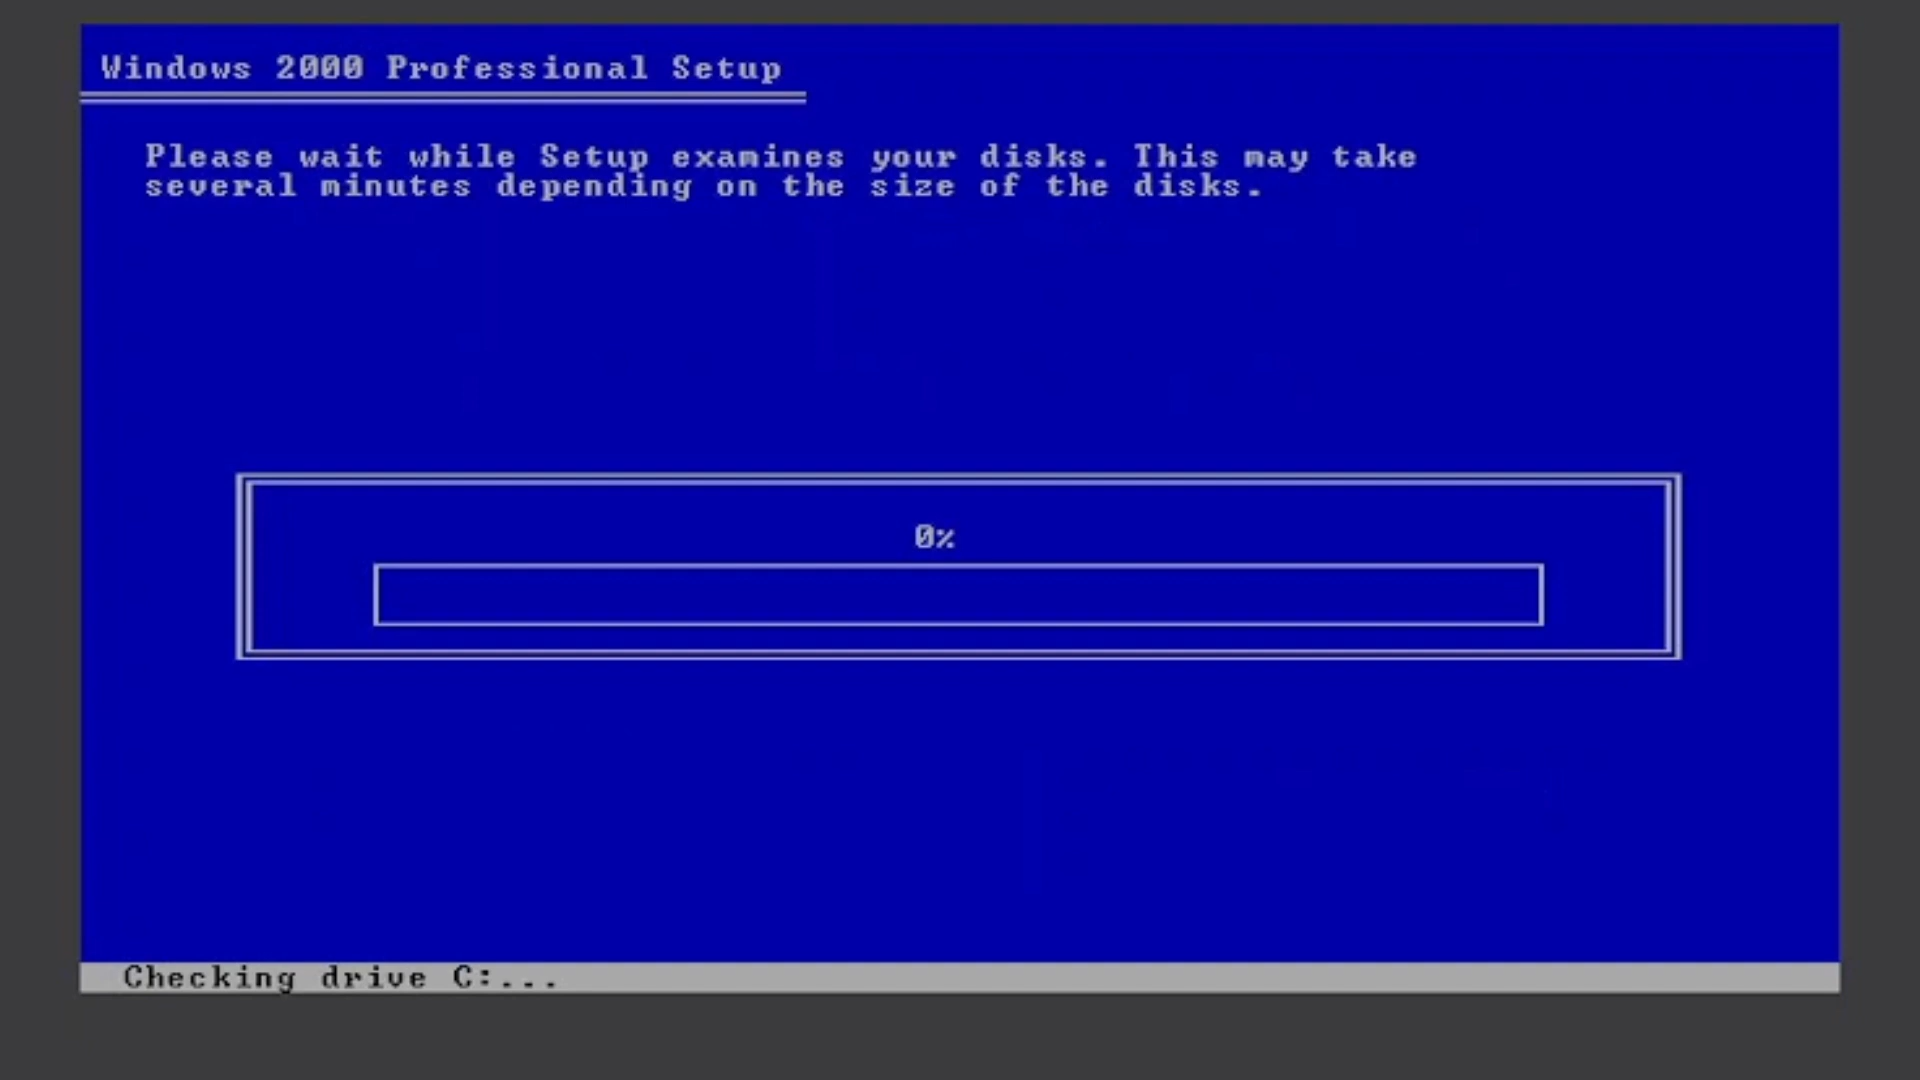 Windows 2000 Professional Setup
Please wait while Setup examines your disks. This may take
several minutes depending on the size of the disks.
0%
Checking drive C:...